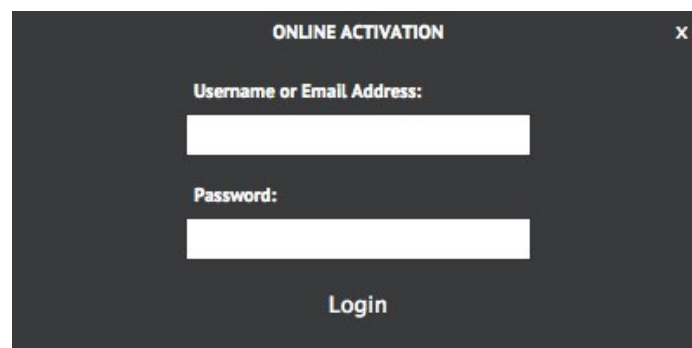 ONLINE ACTIVATION x
Username or Email Address:
Password:
Login